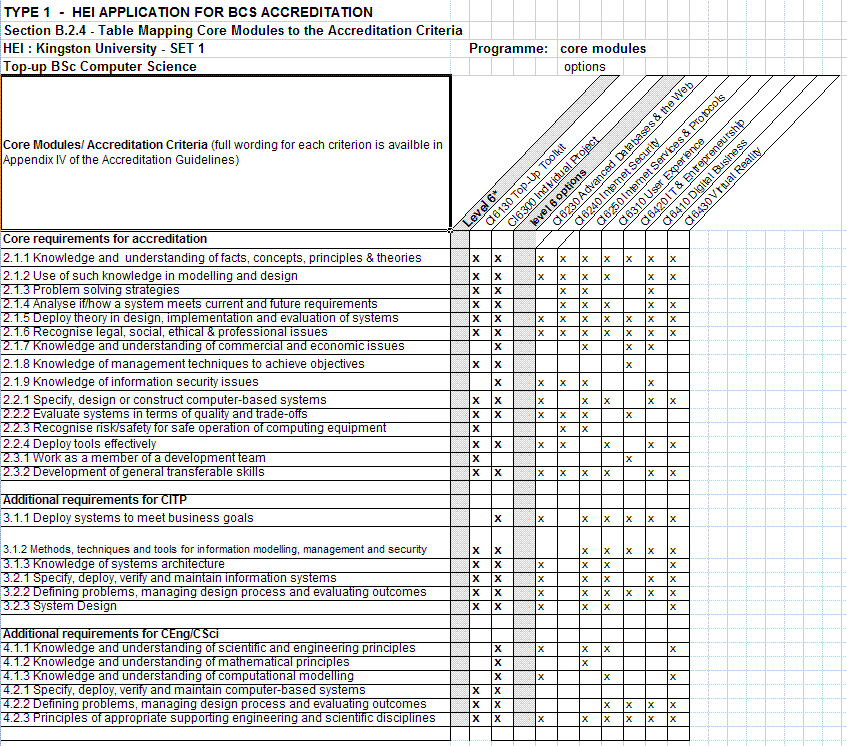 TYPE 1 - HEI APPLICATION FOR BCS ACCREDITATION
Section B.2.4 - Table Mapping Core Modules to the Accreditation Criteria
HEI : Kingston University - SET 1 Programme: core modules
Top-up BSc Computer Science options
Core Modules/ Accreditation Criteria (full wording for each criterion is availble in
Appendix IV of the Accreditation Guidelines)
Level 6*
CI6130 Top-Up Toolkit
CI6300 Individual Project
level 6 options
CI6230 Advanced Databases & the Web
CI6240 Internet Security
CI6250 Internet Services & Protocols
CI6310 User Experience
CI6420 IT & Entrepreneurship
CI6410 Digital Business
CI6430 Virtual Reality
Core requirements for accreditation
2.1.1 Knowledge and understanding of facts, concepts, principles & theories x x x x x x x x x
2.1.2 Use of such knowledge in modelling and design x x x x x x x x
2.1.3 Problem solving strategies x x x x x
2.1.4 Analyse if/how a system meets current and future requirements x x x x x x x
2.1.5 Deploy theory in design, implementation and evaluation of systems x x x x x x x x x
2.1.6 Recognise legal, social, ethical & professional issues x x x x x x x x x
2.1.7 Knowledge and understanding of commercial and economic issues x x x x
2.1.8 Knowledge of management techniques to achieve objectives x x x
2.1.9 Knowledge of information security issues x x x x x
2.2.1 Specify, design or construct computer-based systems x x x x x x x
2.2.2 Evaluate systems in terms of quality and trade-offs x x x x x x
2.2.3 Recognise risk/safety for safe operation of computing equipment x x x
2.2.4 Deploy tools effectively x x x x x x x
2.3.1 Work as a member of a development team x x
2.3.2 Development of general transferable skills x x x x x x x x
Additional requirements for CITP
3.1.1 Deploy systems to meet business goals x x x x x x x
3.1.2 Methods, techniques and tools for information modelling, management and security x x x x x x x
3.1.3 Knowledge of systems architecture x x x x x x
3.2.1 Specify, deploy, verify and maintain information systems x x x x x x x
3.2.2 Defining problems, managing design process and evaluating outcomes x x x x x x x x
3.2.3 System Design x x x x x x
Additional requirements for CEng/CSci
4.1.1 Knowledge and understanding of scientific and engineering principles x x x x x
4.1.2 Knowledge and understanding of mathematical principles x x
4.1.3 Knowledge and understanding of computational modelling x x x x
4.2.1 Specify, deploy, verify and maintain computer-based systems x x
4.2.2 Defining problems, managing design process and evaluating outcomes x x x x x x
4.2.3 Principles of appropriate supporting engineering and scientific disciplines x x x x x x x x